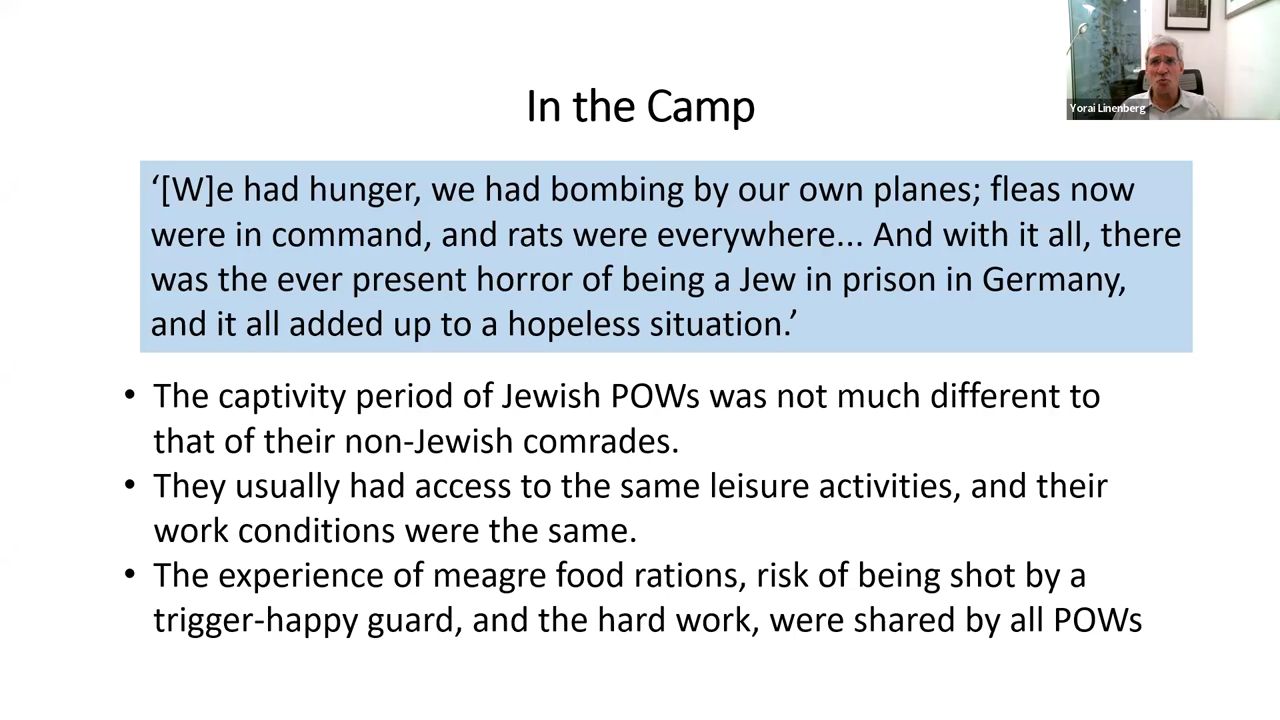 Yorai Linenberg
In the Camp
‘[W]e had hunger, we had bombing by our own planes; fleas now
were in command, and rats were everywhere... And with it all, there
was the ever present horror of being a Jew in prison in Germany,
and it all added up to a hopeless situation.’
• The captivity period of Jewish POWs was not much different to
that of their non-Jewish comrades.
• They usually had access to the same leisure activities, and their
work conditions were the same.
• The experience of meagre food rations, risk of being shot by a
trigger-happy guard, and the hard work, were shared by all POWs